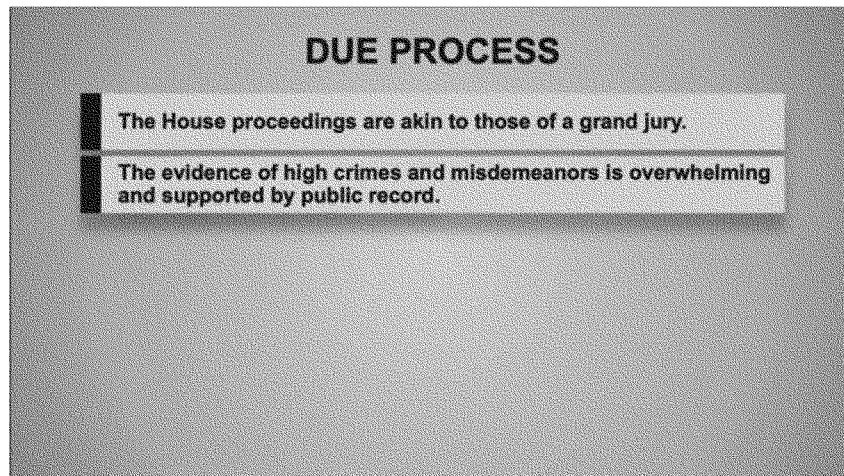 DUE PROCESS
The House proceedings are akin to those of a grand jury.
The evidence of high crimes and misdemeanors is overwhelming
and supported by public record.